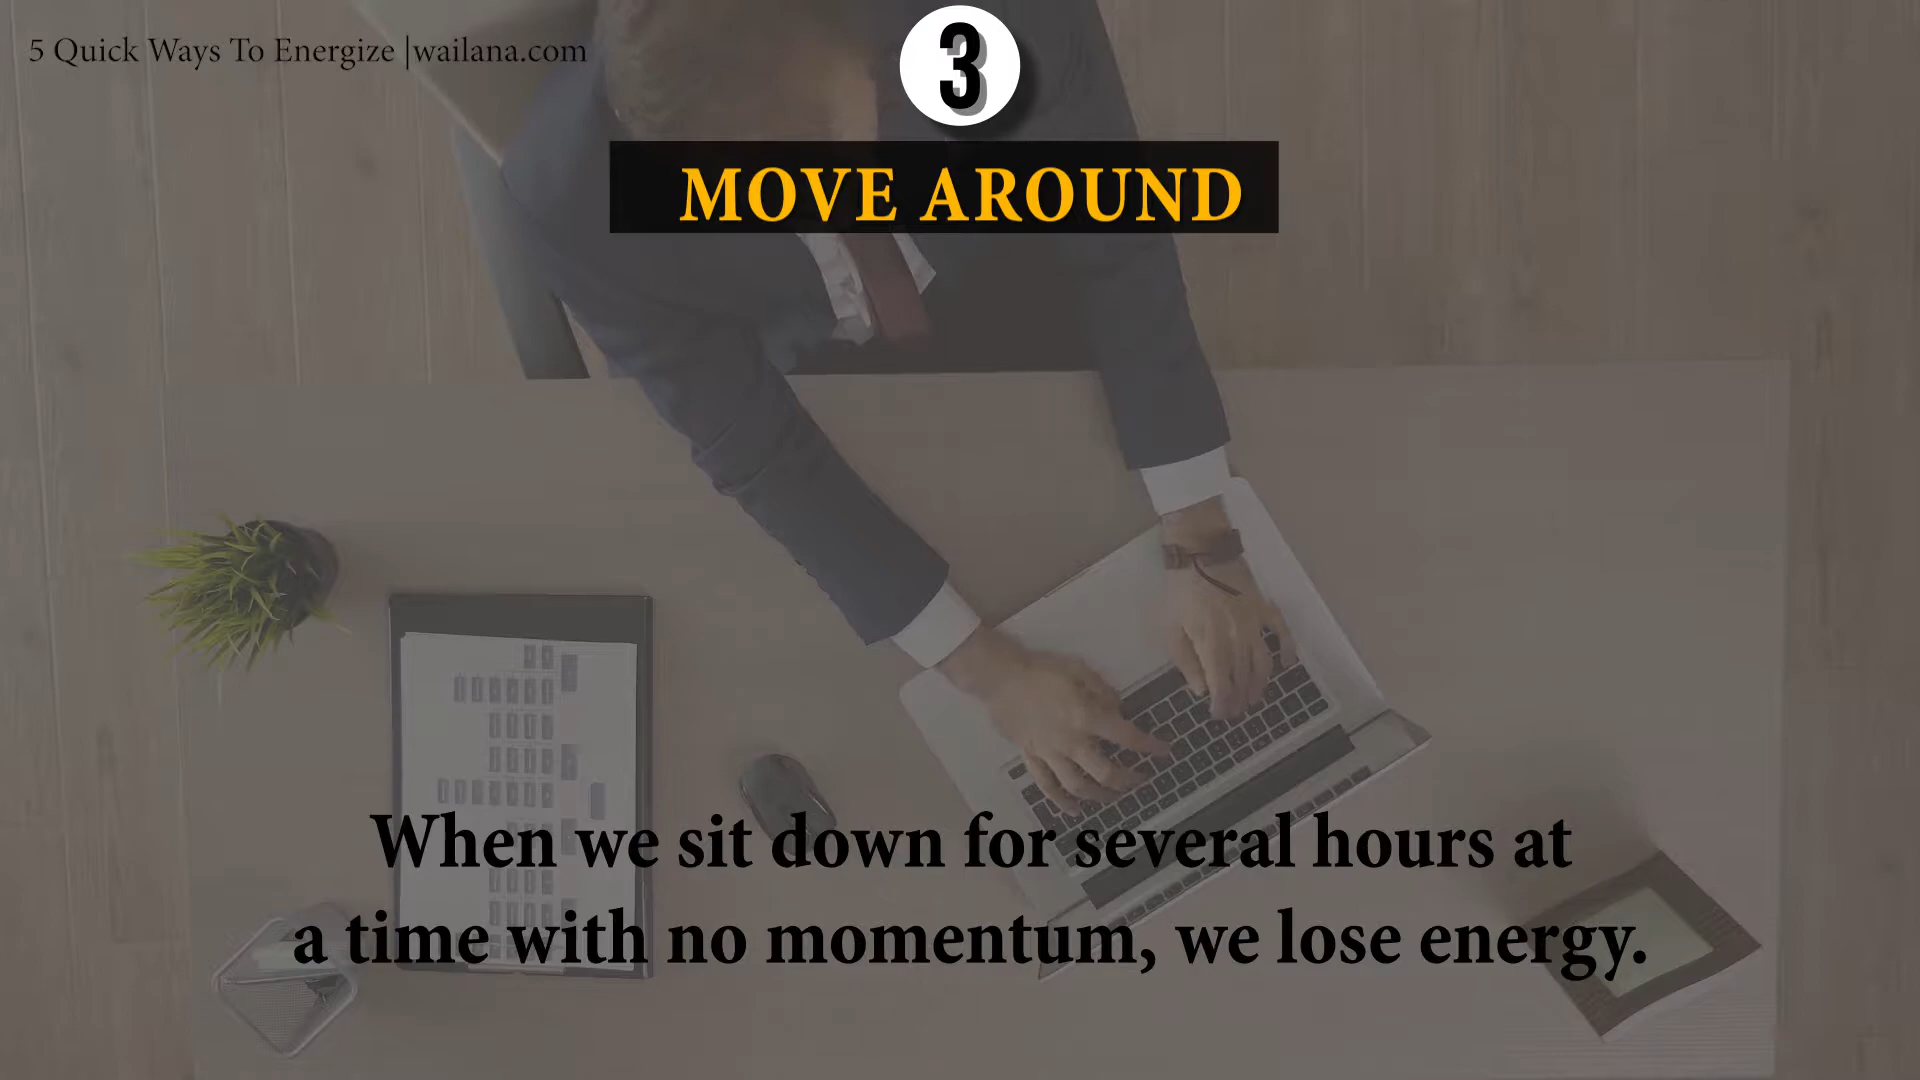 5 Quick Ways To Energize |wailana.com
3
MOVE AROUND
When we sit down for several hours at
a time with no momentum, we lose energy.